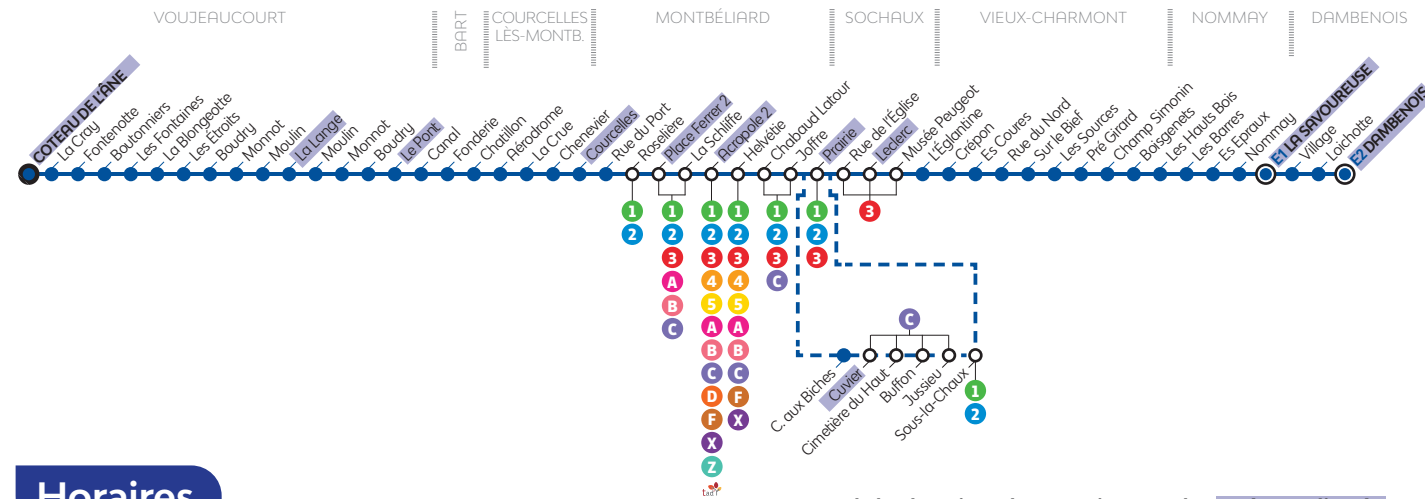 VOUJEAUCOURT
BART
COURCELLES
LÈS-MONTB.
MONTBÉLIARD
SOCHAUX
VIEUX-CHARMONT
NOMMAY
DAMBENOIS
COTEAU DE L'ÂNE
La Cray
Fontenotte
Boutonniers
Les Fontaines
La Blongeotte
Les Étroits
Boudry
Monnot
Moulin
La Lange
Moulin
Monnot
Boudry
Le Pont
Canal
Fonderie
Chatillon
Aérodrome
La Crue
Chenevier
Courcelles
Rue du Port
Roselière
Place Ferrer 2
La Schliffe
Acropole 2
Helvétie
Chabaud Latour
Joffre
Prairie
Rue de l'Église
Leclerc
Musée Peugeot
L'Églantine
Crépon
Es Coures
Rue du Nord
Sur le Bief
Les Sources
Pré Girard
Champ Simonin
Boisgenets
Les Hauts Bois
Les Barres
Es Epraux
Nommay
E1 LA SAVOUREUSE
Village
Loichotte
E2 DAMBENOIS
1
2
1
2
3
A
B
C
1
2
3
4
5
A
B
C
D
F
X
Z
tad'r
1
2
3
4
5
A
B
C
F
X
1
2
3
C
1
2
3
3
C
C. aux Biches
Cuvier
Cimetière du Haut
Buffon
Jussieu
Sous-la-Chaux
1
2
Horaires